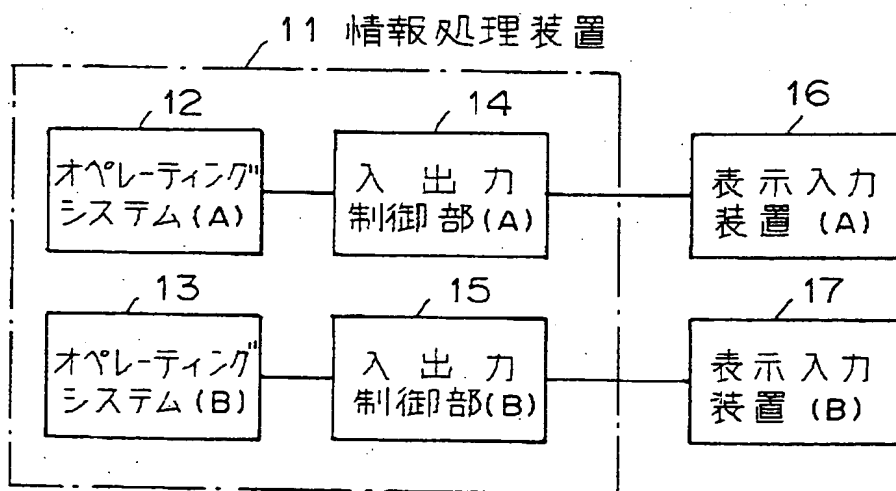 11 情報処理装置
12
14
16
オペレーティング
システム(A)
入出力
制御部(A)
表示入力
装置(A)
13
15
17
オペレーティング
システム(B)
入出力
制御部(B)
表示入力
装置(B)